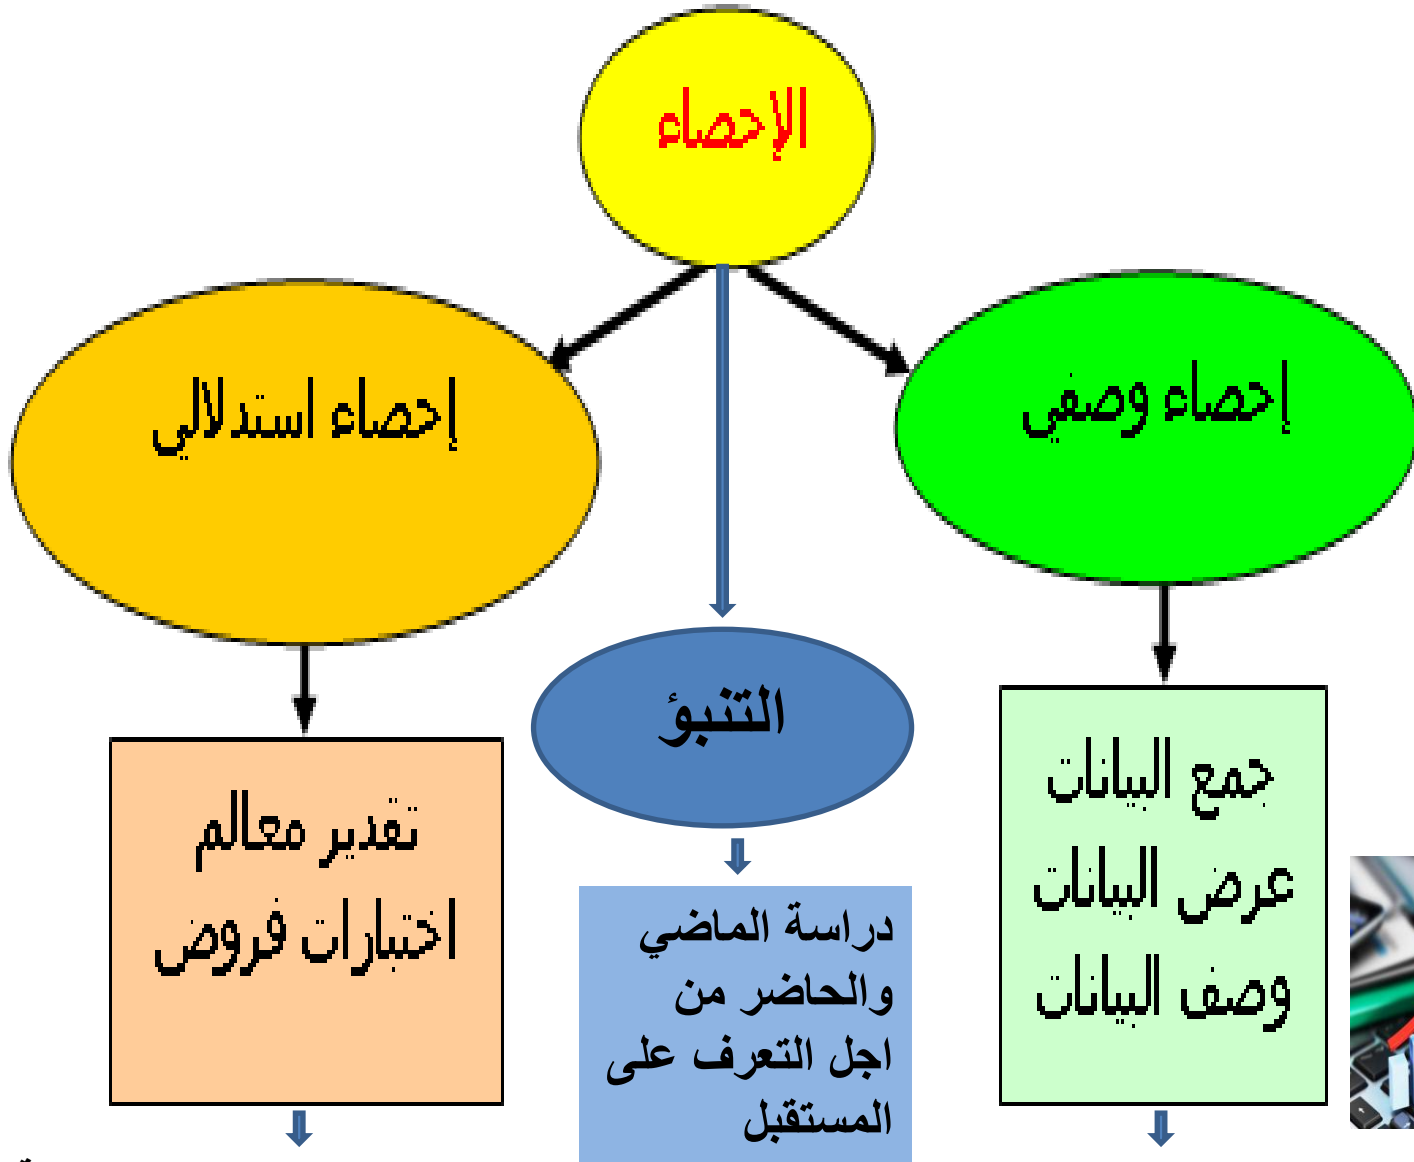 الإحصاء
إحصاء وصفي
إحصاء استدلالي
التنبؤ
جمع البيانات
عرض البيانات
وصف البيانات
دراسة الماضي
والحاضر من
اجل التعرف على
المستقبل
تقدير معالم
اختبارات فروض